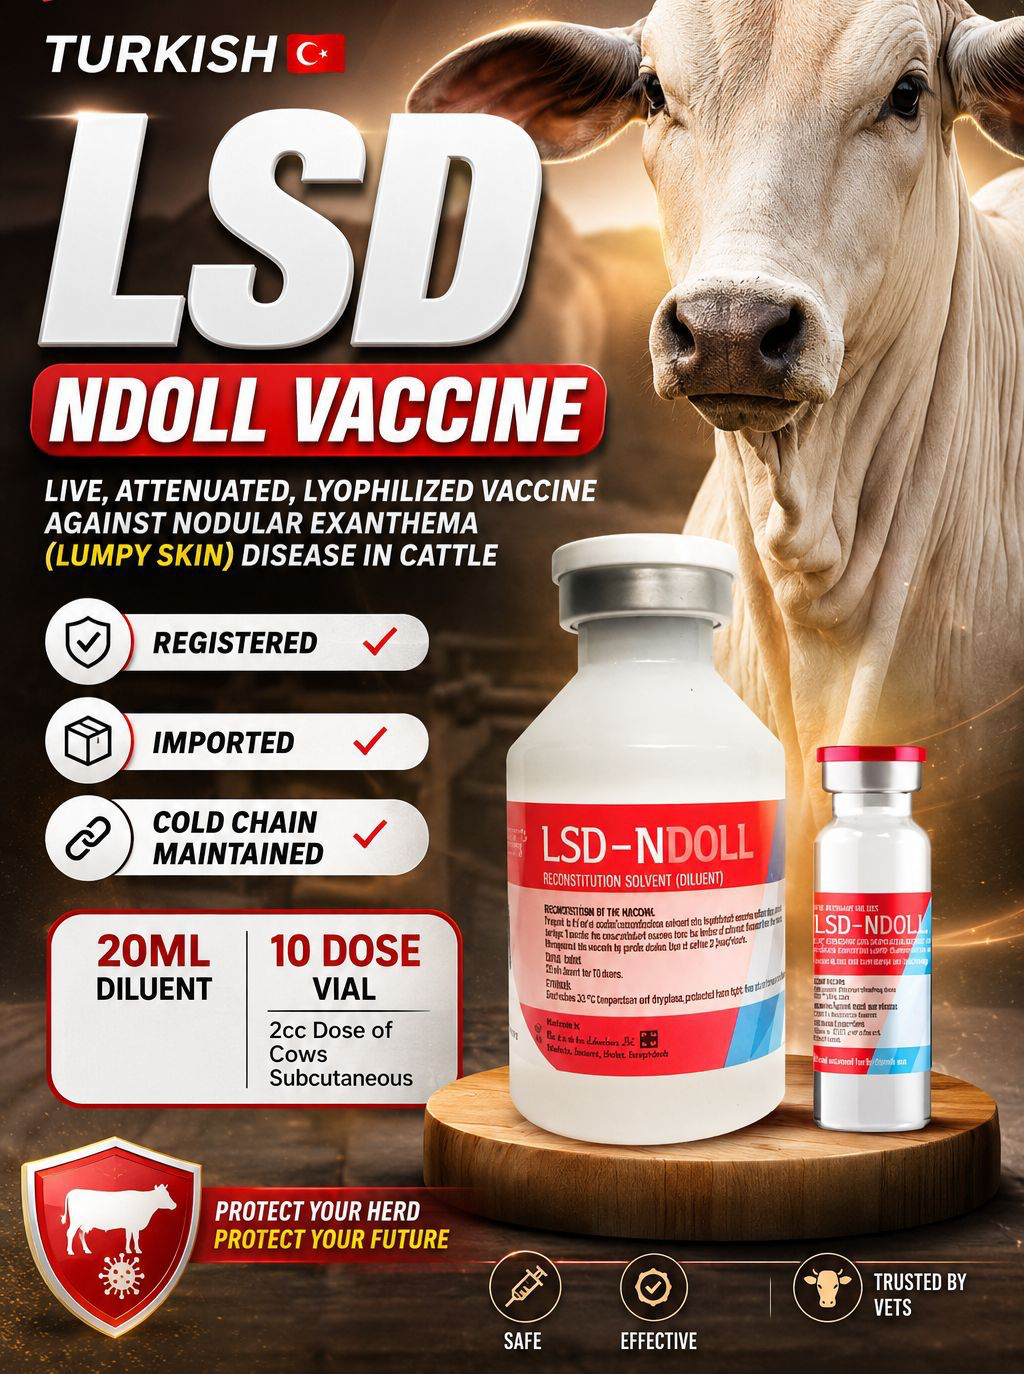 TURKISH
LSD
NDOLL VACCINE
LIVE, ATTENUATED, LYOPHILIZED VACCINE
AGAINST NODULAR EXANTHEMA
(LUMPY SKIN) DISEASE IN CATTLE
REGISTERED
IMPORTED
COLD CHAIN
MAINTAINED
20ML
DILUENT
10 DOSE
VIAL
2cc Dose of
Cows
Subcutaneous
LSD-NDOLL
RECONSTITUTION SOLVENT (DILUENT)
LSD-NDOLL
PROTECT YOUR HERD
PROTECT YOUR FUTURE
SAFE
EFFECTIVE
TRUSTED BY
VETS